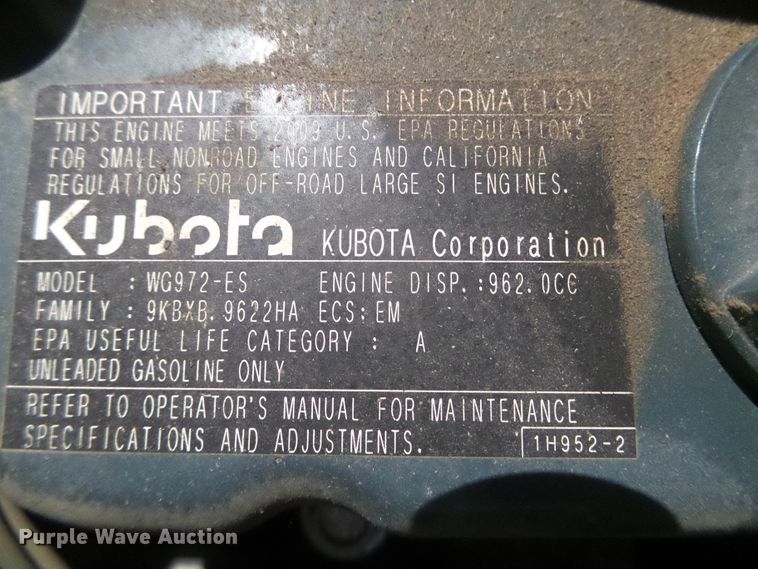 IMPORTANT ENGINE INFORMATION
THIS ENGINE MEETS 2009 U.S. EPA REGULATIONS
FOR SMALL NONROAD ENGINES AND CALIFORNIA
REGULATIONS FOR OFF-ROAD LARGE SI ENGINES.
Kubota KUBOTA Corporation
MODEL : WG972-ES ENGINE DISP.:962.0CC
FAMILY : 9KBXB.9622HA ECS:EM
EPA USEFUL LIFE CATEGORY : A
UNLEADED GASOLINE ONLY
REFER TO OPERATOR'S MANUAL FOR MAINTENANCE
SPECIFICATIONS AND ADJUSTMENTS. 1H952-2
Purple Wave Auction